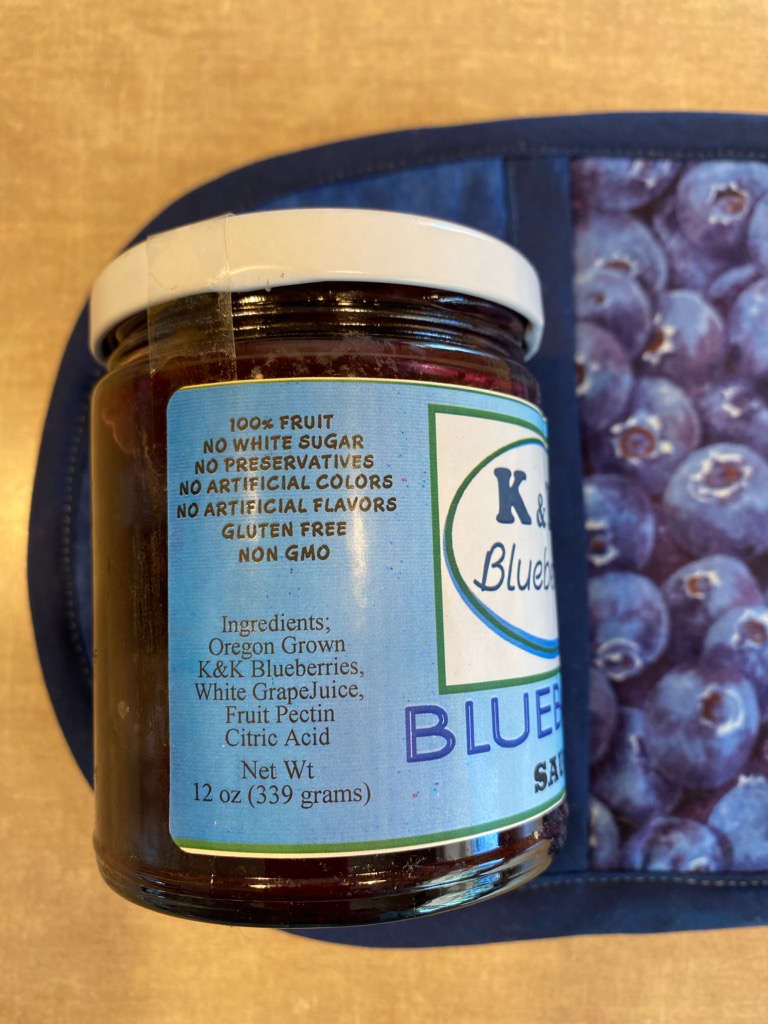 100% FRUIT
NO WHITE SUGAR
NO PRESERVATIVES
NO ARTIFICIAL COLORS
NO ARTIFICIAL FLAVORS
GLUTEN FREE
NON GMO
Ingredients;
Oregon Grown
K&K Blueberries,
White GrapeJuice,
Fruit Pectin
Citric Acid
Net Wt
12 oz (339 grams)
K &